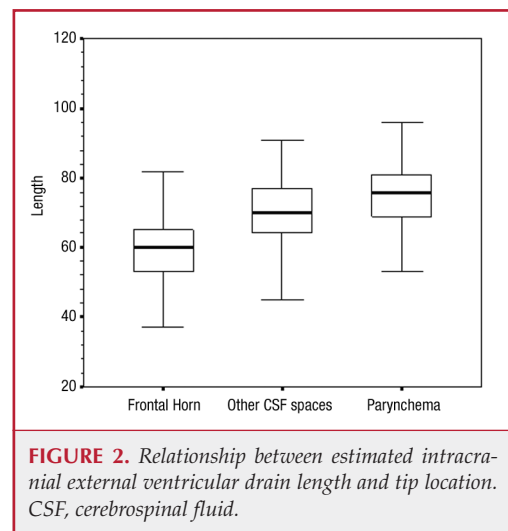 120
100
80
60
40
20
Length
Frontal Horn Other CSF spaces Parynchema
FIGURE 2. Relationship between estimated intracra-
nial external ventricular drain length and tip location.
CSF, cerebrospinal fluid.